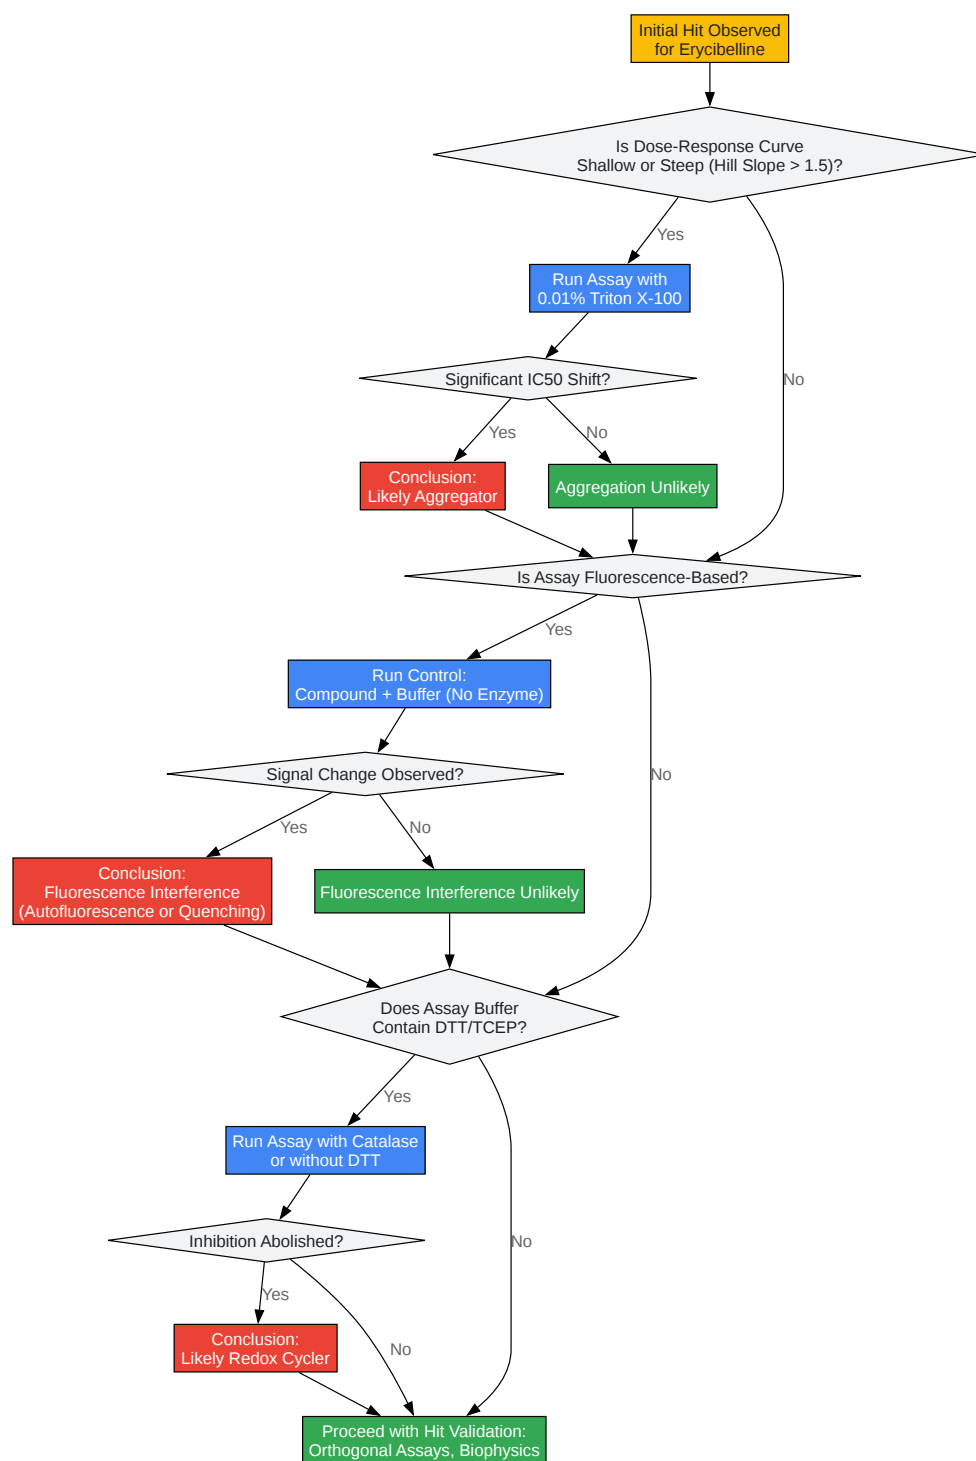 Initial Hit Observed
for Erycibelline
Is Dose-Response Curve
Shallow or Steep (Hill Slope > 1.5)?
Yes
Run Assay with
0.01% Triton X-100
Significant IC50 Shift?
No
Yes
No
Conclusion:
Likely Aggregator
Aggregation Unlikely
Is Assay Fluorescence-Based?
Yes
Run Control:
Compound + Buffer (No Enzyme)
Signal Change Observed?
No
Yes
No
Conclusion:
Fluorescence Interference
(Autofluorescence or Quenching)
Fluorescence Interference Unlikely
Does Assay Buffer
Contain DTT/TCEP?
Yes
Run Assay with Catalase
or without DTT
Inhibition Abolished?
No
Yes
No
Conclusion:
Likely Redox Cycler
Proceed with Hit Validation:
Orthogonal Assays, Biophysics